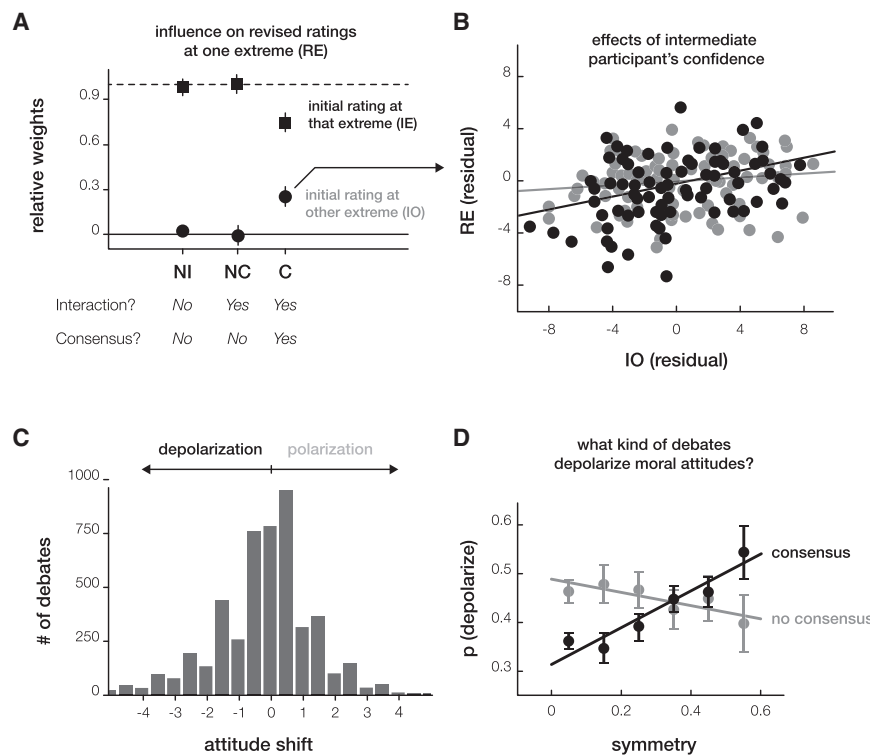 A
influence on revised ratings
at one extreme (RE)
relative weights
0.9
0.6
0.3
0
initial rating at
that extreme (IE)
initial rating at
other extreme (IO)
NI NC C
Interaction? No Yes Yes
Consensus? No No Yes
B
effects of intermediate
participant's confidence
RE (residual)
8
4
0
-4
-8
-8 -4 0 4 8
IO (residual)
C
depolarization polarization
# of debates
1000
750
500
250
0
-4 -3 -2 -1 0 1 2 3 4
attitude shift
D
what kind of debates
depolarize moral attitudes?
p (depolarize)
0.6
0.5
0.4
0.3
consensus
no consensus
0 0.2 0.4 0.6
symmetry